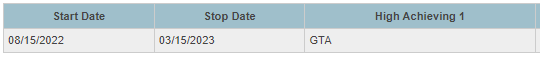 Start Date Stop Date High Achieving 1
08/15/2022 03/15/2023 GTA